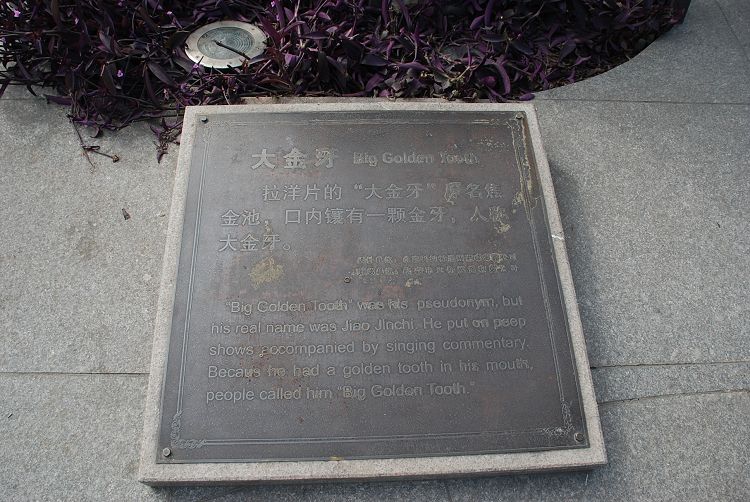 大金牙 Big Golden Tooth
拉洋片的“大金牙”原名焦
金池，口内镶有一颗金牙，人称
大金牙。
"Big Golden Tooth" was his pseudonym, but
his real name was Jiao Jinchi. He put on peep
shows accompanied by singing commentary.
Becaus he had a golden tooth in his mouth,
people called him "Big Golden Tooth."